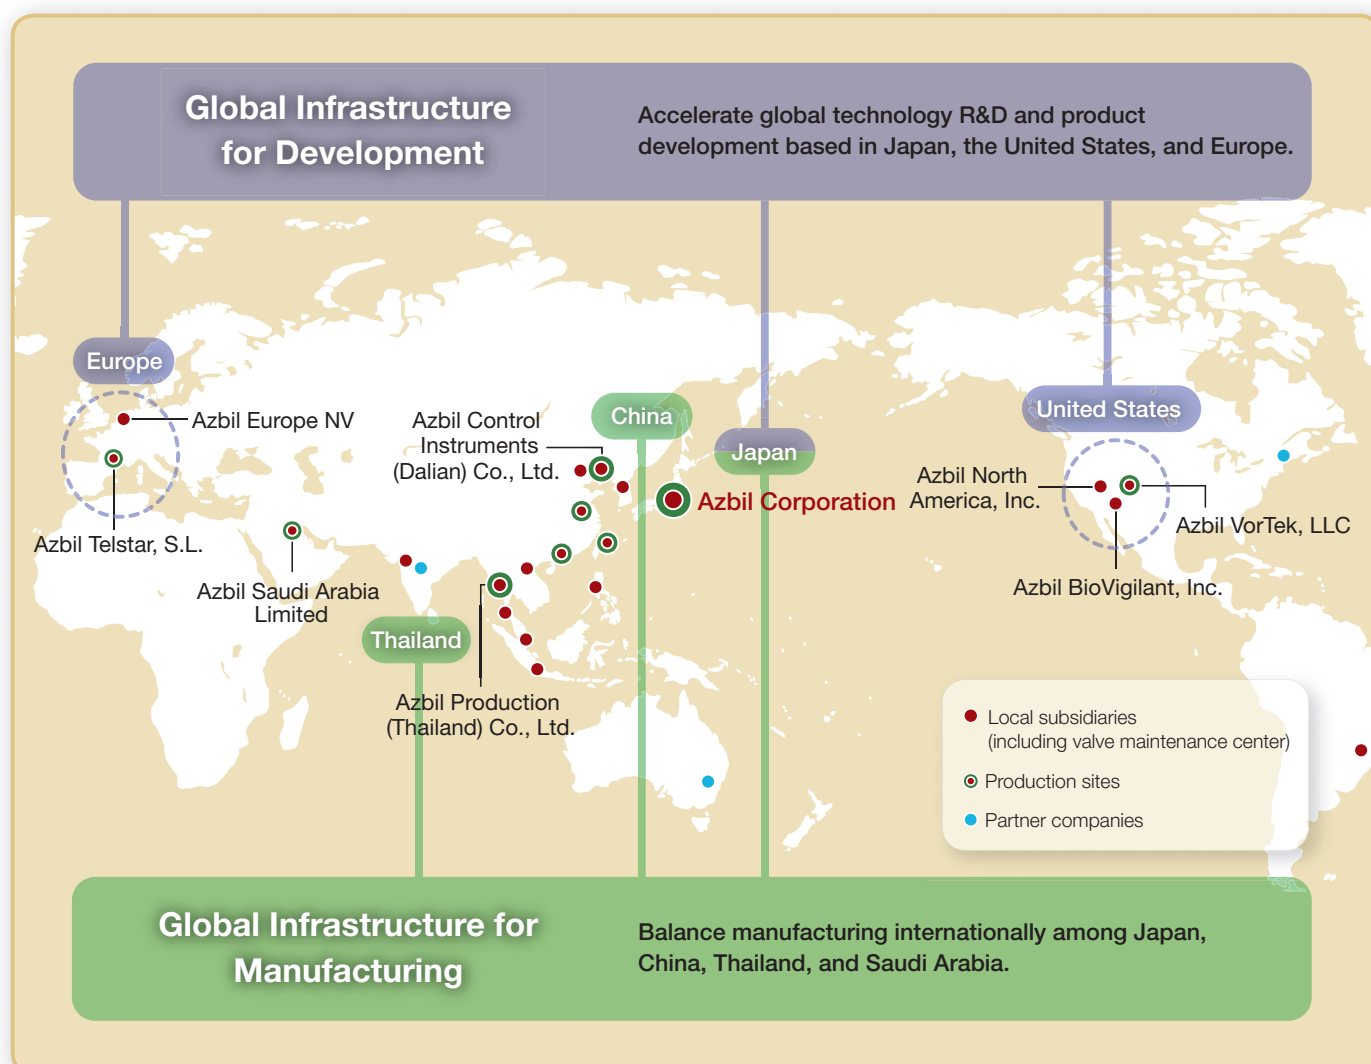 Global Infrastructure
for Development
Accelerate global technology R&D and product
development based in Japan, the United States, and Europe.
Europe
Azbil Europe NV
Azbil Telstar, S.L.
Azbil Saudi Arabia
Limited
Azbil Control
Instruments
(Dalian) Co., Ltd.
China
Japan
Azbil Corporation
United States
Azbil North
America, Inc.
Azbil VorTek, LLC
Azbil BioVigilant, Inc.
Thailand
Azbil Production
(Thailand) Co., Ltd.
Local subsidiaries
(including valve maintenance center)
Production sites
Partner companies
Global Infrastructure for
Manufacturing
Balance manufacturing internationally among Japan,
China, Thailand, and Saudi Arabia.